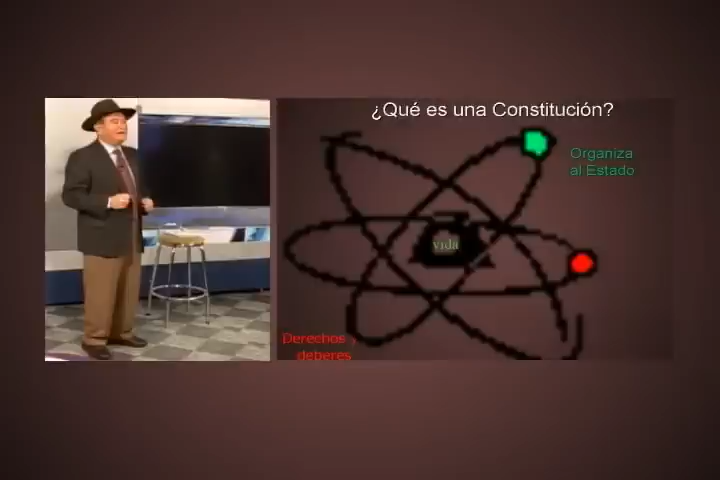 ¿Qué es una Constitución?
Organiza
al Estado
vida
Derechos y
deberes